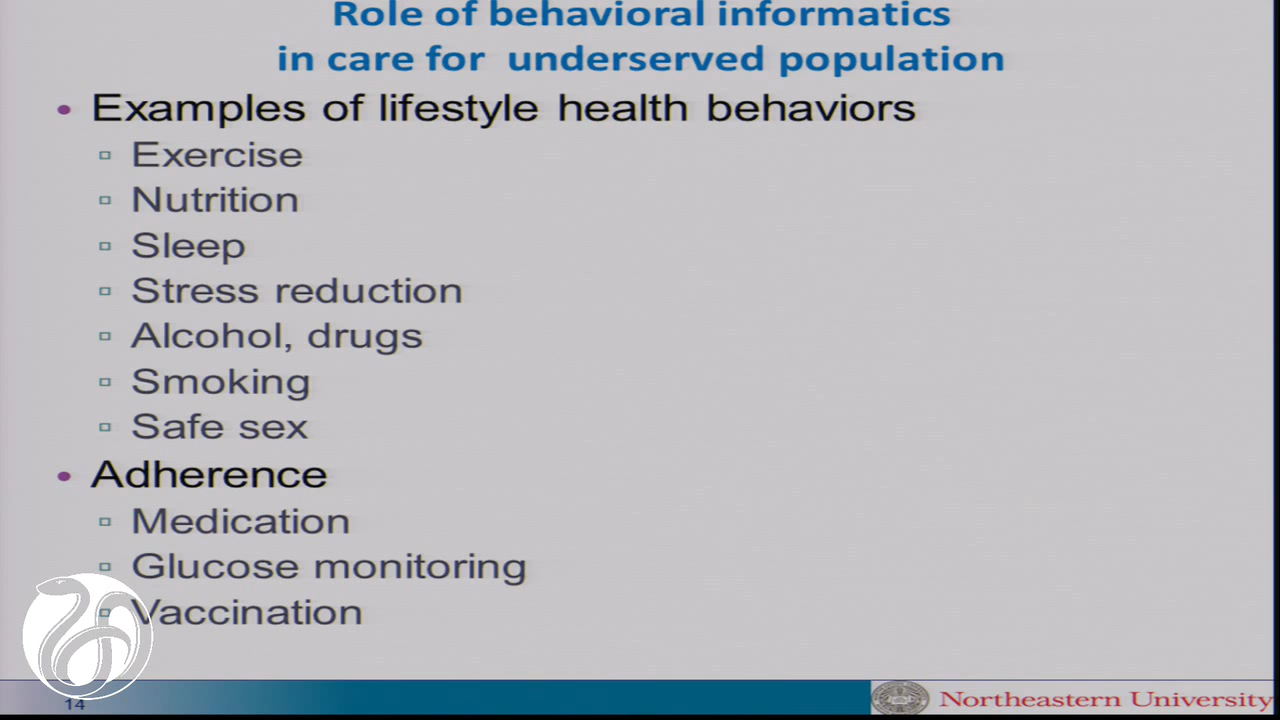 Role of behavioral informatics
in care for underserved population
• Examples of lifestyle health behaviors
▫ Exercise
▫ Nutrition
▫ Sleep
▫ Stress reduction
▫ Alcohol, drugs
▫ Smoking
▫ Safe sex
• Adherence
▫ Medication
▫ Glucose monitoring
▫ Vaccination
14
Northeastern University